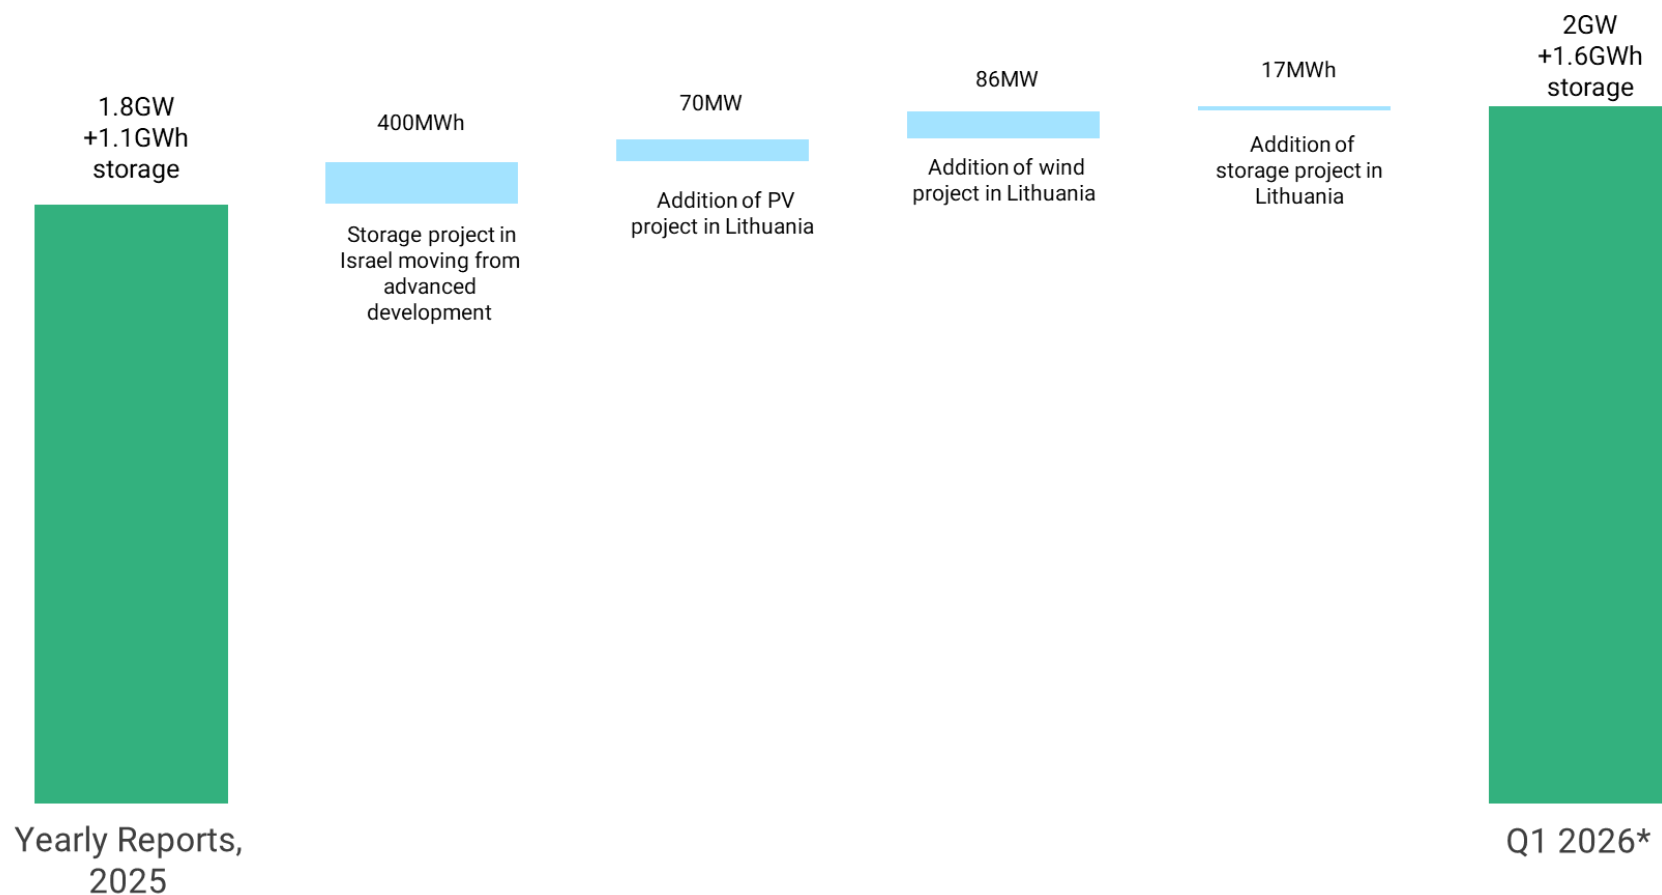 1.8GW
+1.1GWh
storage
400MWh
Storage project in
Israel moving from
advanced
development
70MW
Addition of PV
project in Lithuania
86MW
Addition of wind
project in Lithuania
17MWh
Addition of
storage project in
Lithuania
2GW
+1.6GWh
storage
Yearly Reports,
2025
Q1 2026*